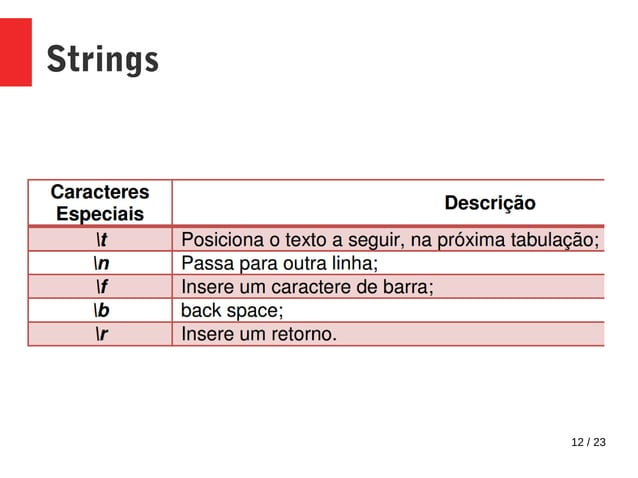 Strings
Caracteres
Especiais
Descrição
\t Posiciona o texto a seguir, na próxima tabulação;
\n Passa para outra linha;
\f Insere um caractere de barra;
\b back space;
\r Insere um retorno.
12 / 23